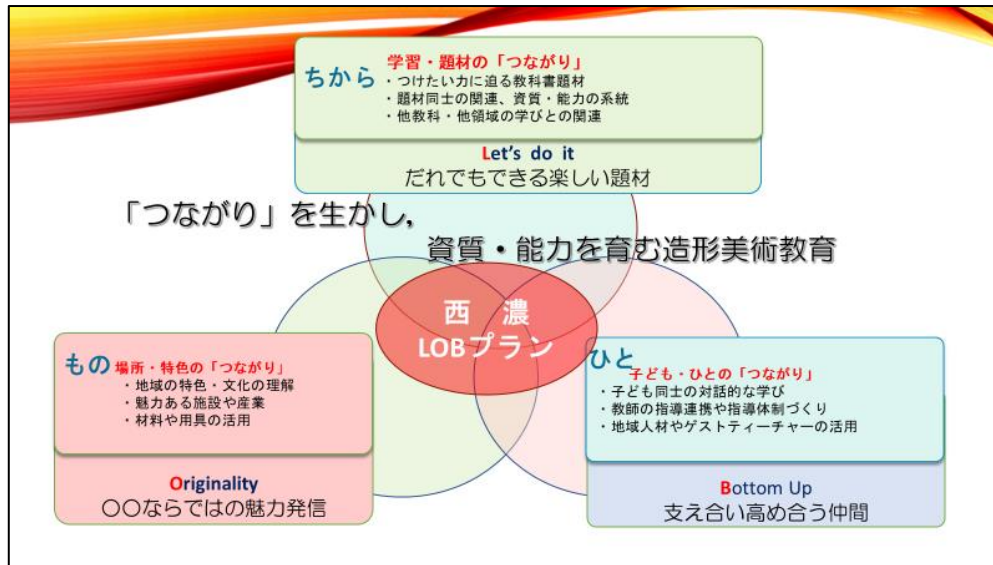 ちから
学習・題材の「つながり」
・つけたい力に迫る教科書題材
・題材同士の関連、資質・能力の系統
・他教科・他領域の学びとの関連
Let's do it
だれでもできる楽しい題材
「つながり」を生かし,
資質・能力を育む造形美術教育
西 濃
LOBプラン
もの
場所・特色の「つながり」
・地域の特色・文化の理解
・魅力ある施設や産業
・材料や用具の活用
Originality
〇〇ならではの魅力発信
ひと
子ども・ひとの「つながり」
・子ども同士の対話的な学び
・教師の指導連携や指導体制づくり
・地域人材やゲストティーチャーの活用
Bottom Up
支え合い高め合う仲間